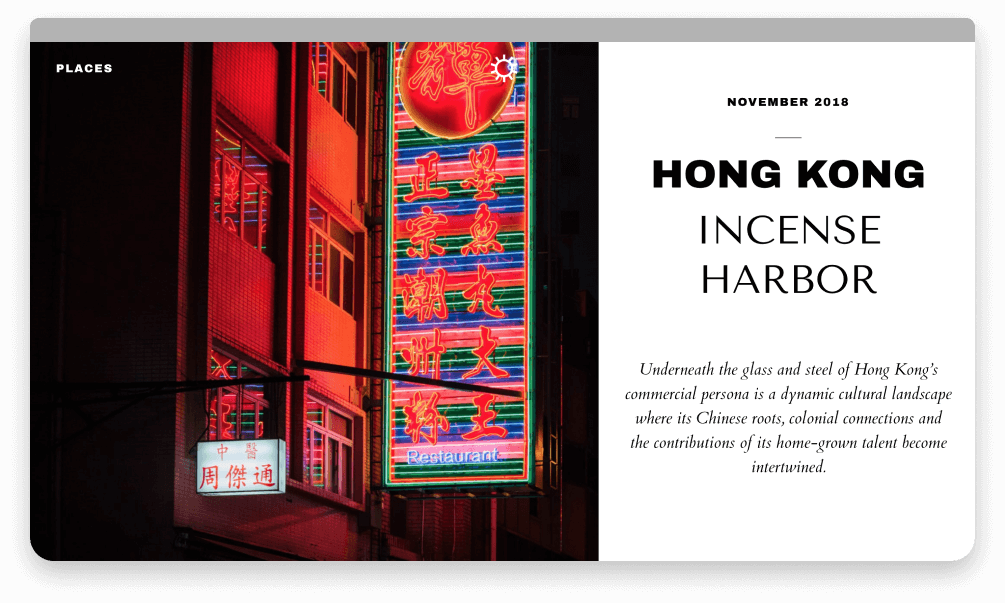 PLACES
墨魚丸大王
正宗潮州粉
Restaurant
中醫
周傑通
NOVEMBER 2018
HONG KONG
INCENSE
HARBOR
Underneath the glass and steel of Hong Kong’s
commercial persona is a dynamic cultural landscape
where its Chinese roots, colonial connections and
the contributions of its home-grown talent become
intertwined.